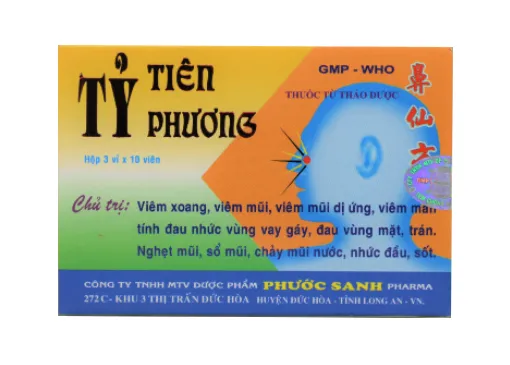 TỶ TIÊN PHƯƠNG
Hộp 3 vỉ x 10 viên
GMP - WHO
THUỐC TỪ THẢO DƯỢC
鼻仙方
Chủ trị: Viêm xoang, viêm mũi, viêm mũi dị ứng, viêm mãn
tính đau nhức vùng vay gáy, đau vùng mặt, trán.
Nghẹt mũi, sổ mũi, chảy mũi nước, nhức đầu, sốt.
CÔNG TY TNHH MTV DƯỢC PHẨM PHƯỚC SANH PHARMA
272C - KHU 3 THỊ TRẤN ĐỨC HÒA HUYỆN ĐỨC HÒA - TỈNH LONG AN - VN.